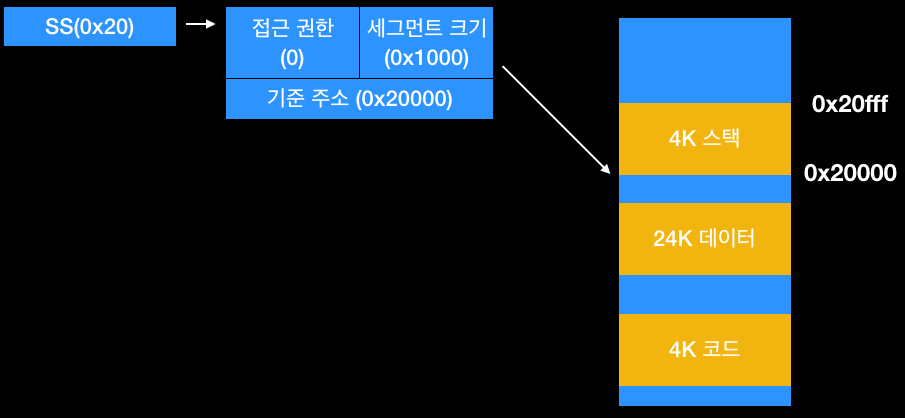 SS(0x20)
접근 권한
(0)
세그먼트 크기
(0x1000)
기준 주소 (0x20000)
0x20fff
4K 스택
0x20000
24K 데이터
4K 코드